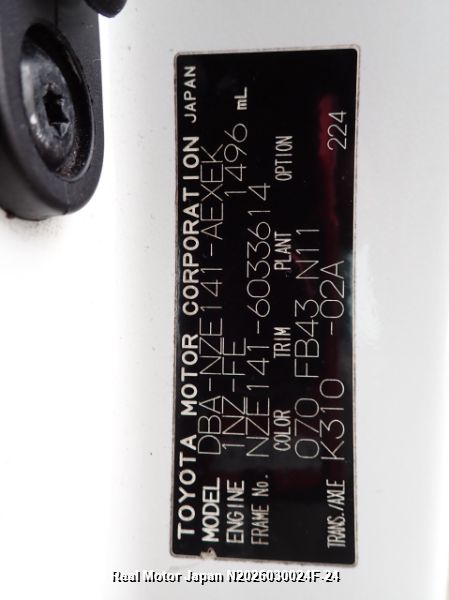 TOYOTA MOTOR CORPORATION JAPAN
MODEL DBA-NZE141-AEXEK
ENGINE 1NZ-FE 1496 mL
FRAME No. NZE141-6033614
COLOR TRIM PLANT OPTION
070 FB43 N11 224
TRANS./AXLE K310 -02A
Real Motor Japan N2025030024F-24